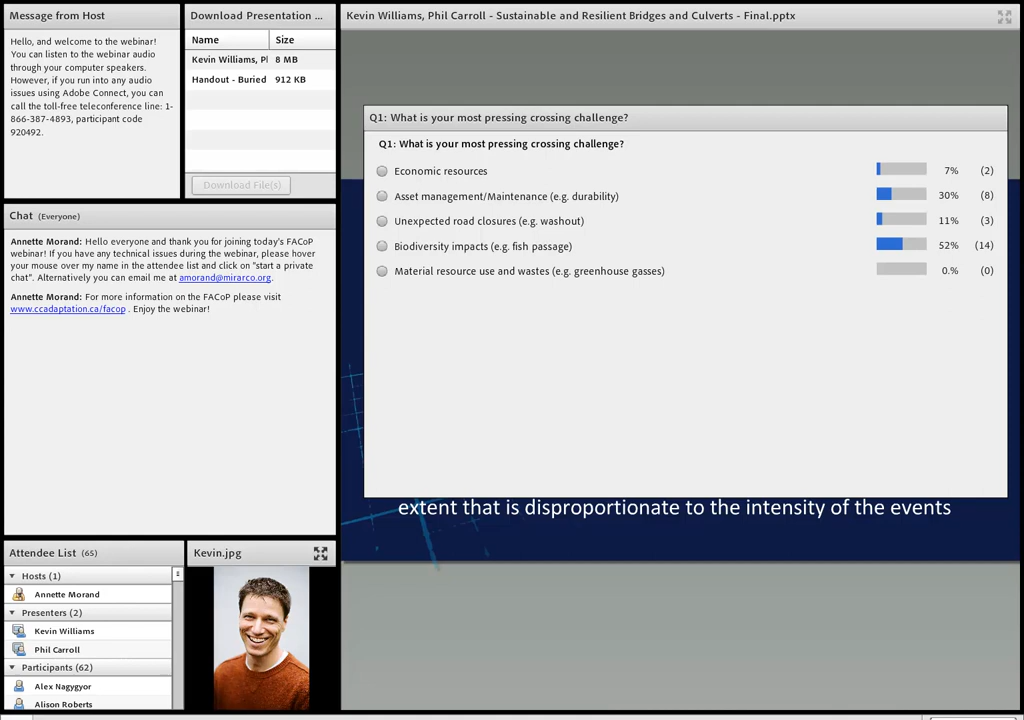 Message from Host
Hello, and welcome to the webinar!
You can listen to the webinar audio
through your computer speakers.
However, if you run into any audio
issues using Adobe Connect, you can
call the toll-free teleconference line: 1-
866-387-4893, participant code
920492.
Download Presentation ...
Name Size
Kevin Williams, Pl 8 MB
Handout - Buried 912 KB
Download File(s)
Chat (Everyone)
Annette Morand: Hello everyone and thank you for joining today's FACoP
webinar! If you have any technical issues during the webinar, please hover
your mouse over my name in the attendee list and click on "start a private
chat". Alternatively you can email me at amorand@mirarco.org.
Annette Morand: For more information on the FACoP please visit
www.ccadaptation.ca/facop . Enjoy the webinar!
Attendee List (65)
Hosts (1)
Annette Morand
Presenters (2)
Kevin Williams
Phil Carroll
Participants (62)
Alex Nagygyor
Alison Roberts
Kevin.jpg
Kevin Williams, Phil Carroll - Sustainable and Resilient Bridges and Culverts - Final.pptx
Q1: What is your most pressing crossing challenge?
Q1: What is your most pressing crossing challenge?
Economic resources 7% (2)
Asset management/Maintenance (e.g. durability) 30% (8)
Unexpected road closures (e.g. washout) 11% (3)
Biodiversity impacts (e.g. fish passage) 52% (14)
Material resource use and wastes (e.g. greenhouse gasses) 0.% (0)
extent that is disproportionate to the intensity of the events